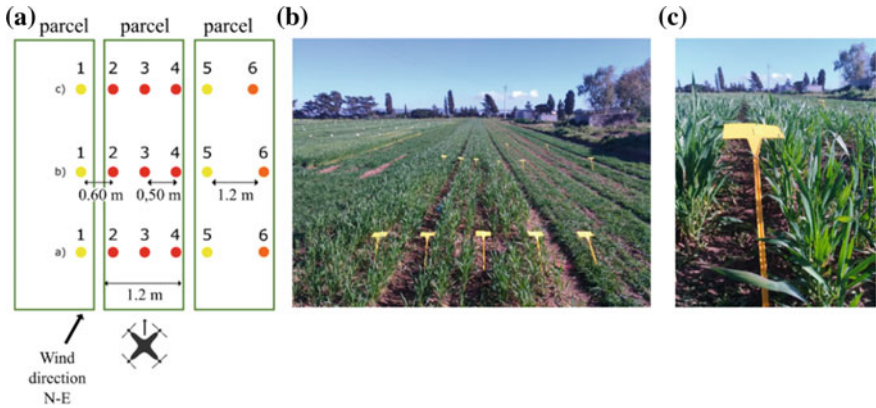 (a)
parcel parcel parcel
1 2 3 4 5 6
c)
1 2 3 4 5 6
b)
0.60 m 0,50 m 1.2 m
1 2 3 4 5 6
a)
1.2 m
Wind
direction
N-E
(b)
(c)